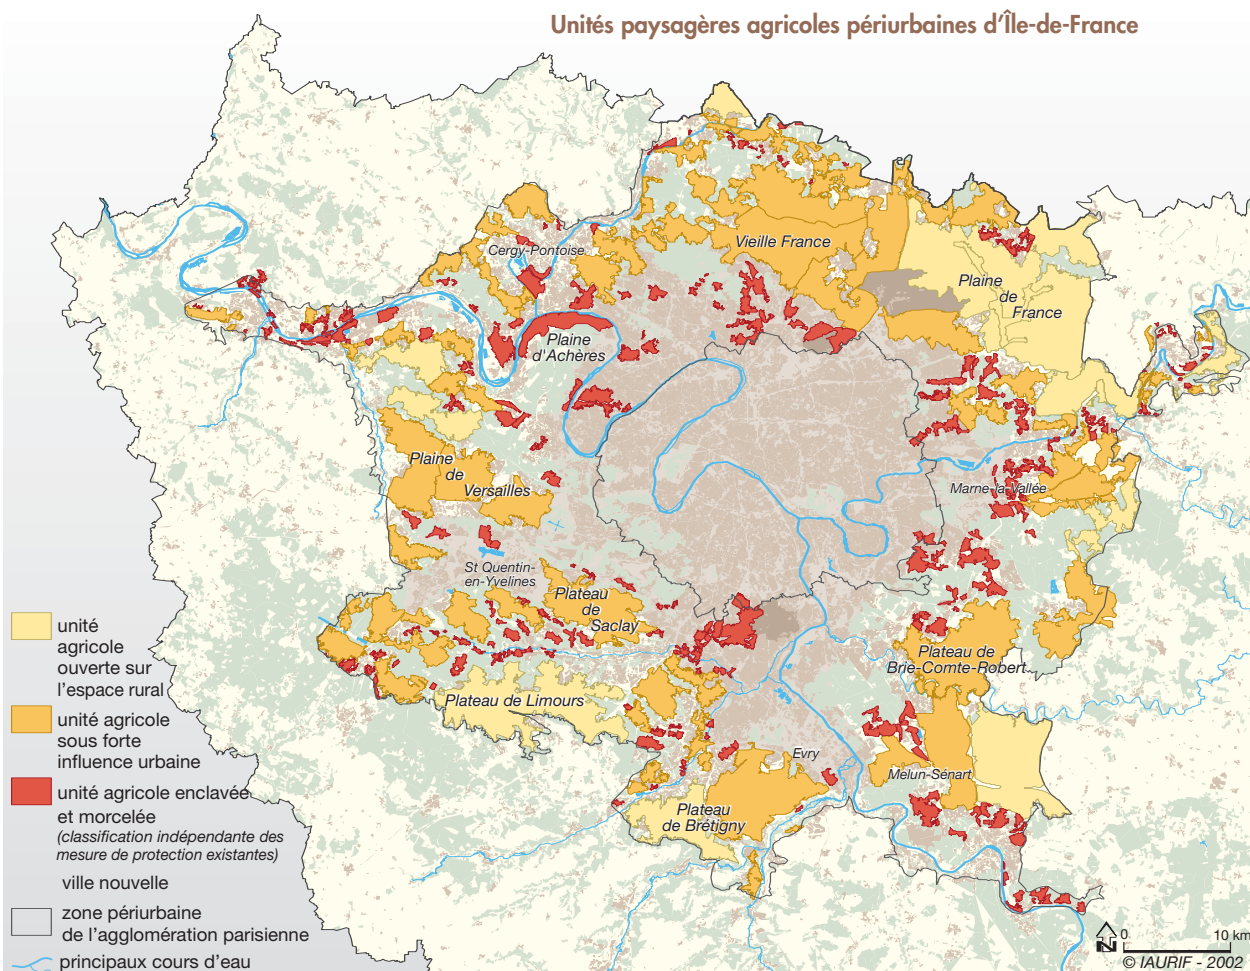 Unités paysagères agricoles périurbaines d'Île-de-France
Vieille France
Cergy-Pontoise
Plaine
de
France
Plaine
d'Achères
Plaine
de
Versailles
Marne-la-Vallée
St Quentin-
en-Yvelines
Plateau
de
Saclay
Plateau de
Brie-Comte-Robert
Plateau de Limours
Evry
Melun-Sénart
Plateau
de Brétigny
unité
agricole
ouverte sur
l'espace rural
unité agricole
sous forte
influence urbaine
unité agricole enclavée
et morcelée
(classification indépendante des
mesure de protection existantes)
ville nouvelle
zone périurbaine
de l'agglomération parisienne
principaux cours d'eau
N
0 10 km
© IAURIF - 2002